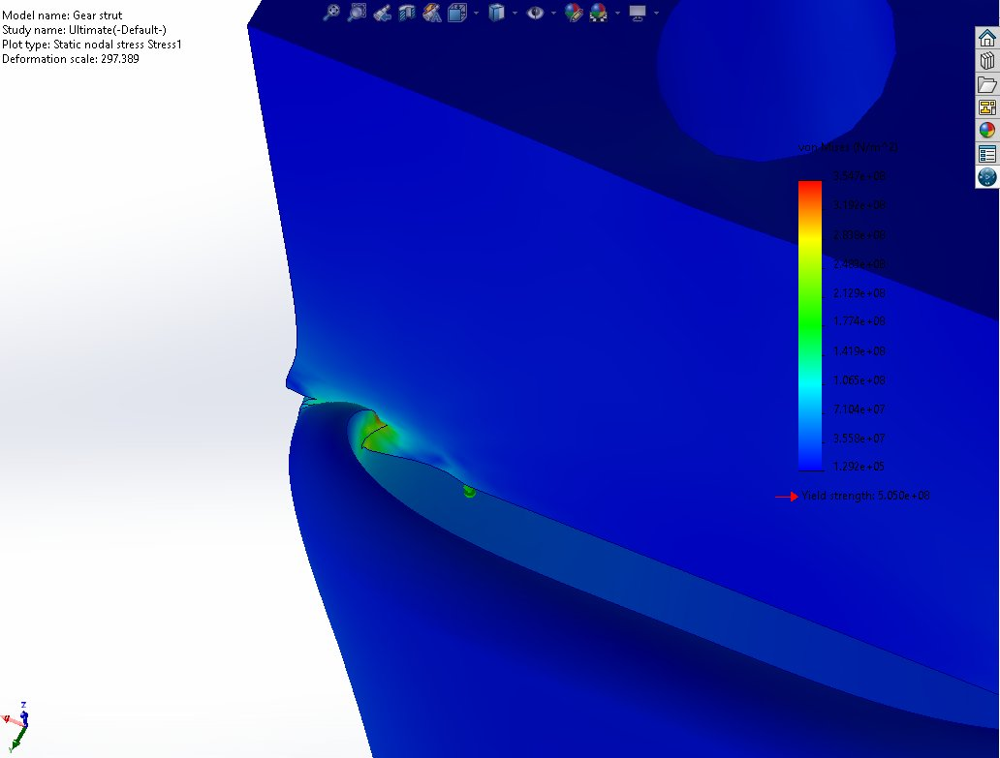 Model name: Gear strut
Study name: Ultimate(-Default-)
Plot type: Static nodal stress Stress1
Deformation scale: 297.389
von Mises (N/m^2)
3.547e+08
3.192e+08
2.838e+08
2.483e+08
2.129e+08
1.774e+08
1.419e+08
1.065e+08
7.104e+07
3.558e+07
1.292e+05
Yield strength: 5.050e+08
Z
Y